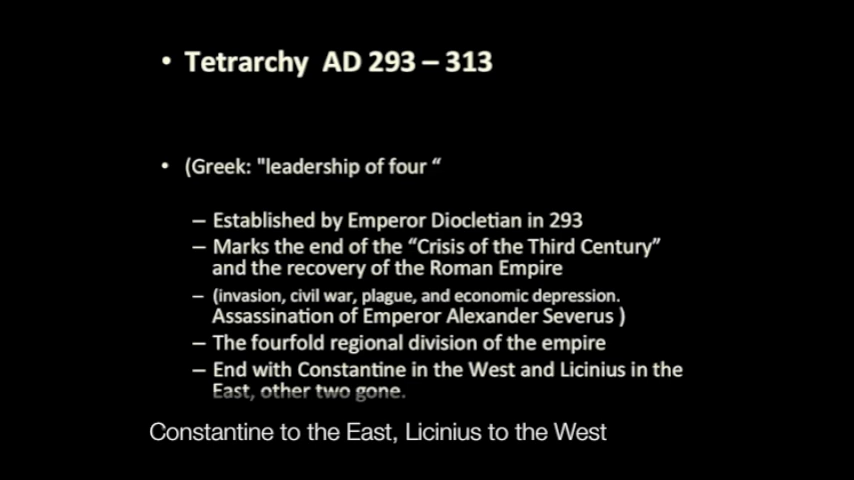 • Tetrarchy AD 293 – 313
• (Greek: "leadership of four “
– Established by Emperor Diocletian in 293
– Marks the end of the “Crisis of the Third Century”
and the recovery of the Roman Empire
– (invasion, civil war, plague, and economic depression.
Assassination of Emperor Alexander Severus )
– The fourfold regional division of the empire
– End with Constantine in the West and Licinius in the
East, other two gone.
Constantine to the East, Licinius to the West